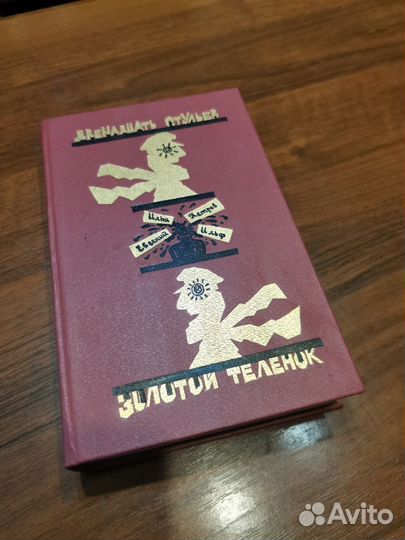 ДВЕНАДЦАТЬ СТУЛЬЕВ
Илья Петров
Евгений Ильф
ЗОЛОТОЙ ТЕЛЕНОК
Avito